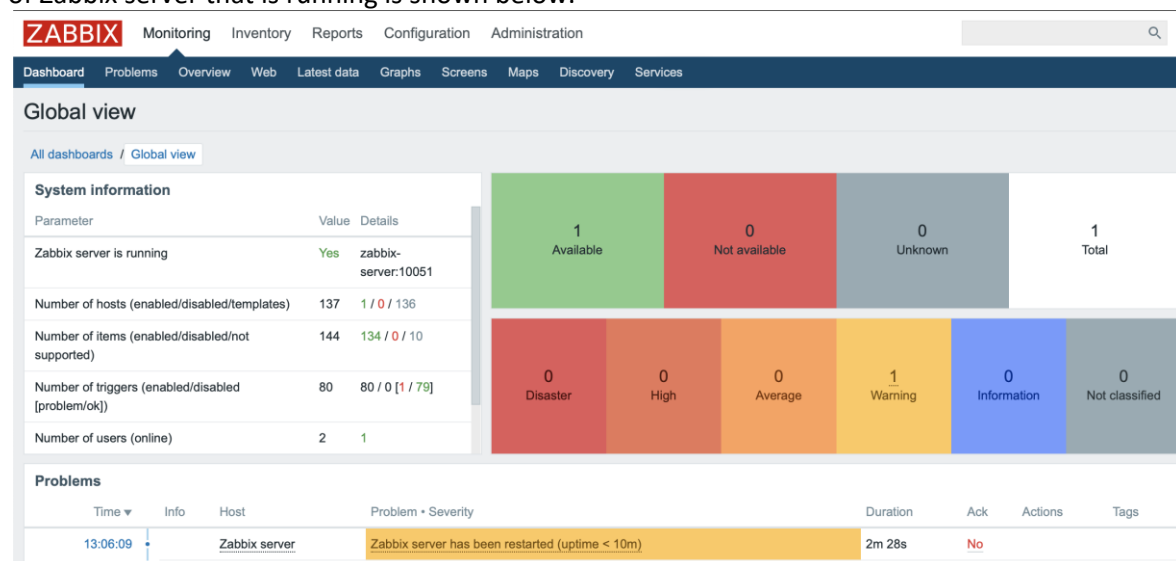 of Zabbix server that is running is shown below.
ZABBIX Monitoring Inventory Reports Configuration Administration
Dashboard Problems Overview Web Latest data Graphs Screens Maps Discovery Services
Global view
All dashboards / Global view
System information
Parameter Value Details
Zabbix server is running Yes zabbix-
server:10051
Number of hosts (enabled/disabled/templates) 137 1 / 0 / 136
Number of items (enabled/disabled/not
supported) 144 134 / 0 / 10
Number of triggers (enabled/disabled
[problem/ok]) 80 80 / 0 [1 / 79]
Number of users (online) 2 1
1 0 0 1
Available Not available Unknown Total
0 0 0 1 0 0
Disaster High Average Warning Information Not classified
Problems
Time ▼ Info Host Problem • Severity Duration Ack Actions Tags
13:06:09 Zabbix server Zabbix server has been restarted (uptime < 10m) 2m 28s No